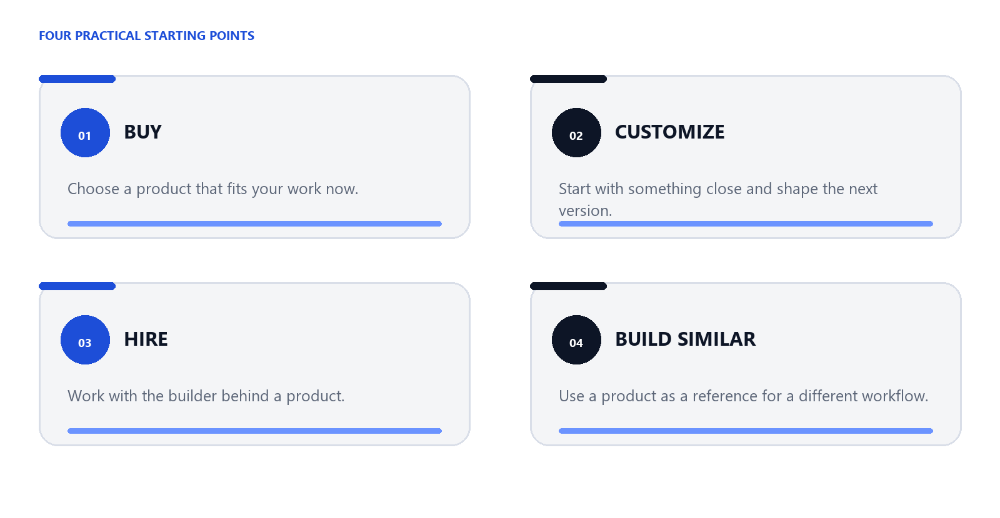 FOUR PRACTICAL STARTING POINTS
01
BUY
Choose a product that fits your work now.
02
CUSTOMIZE
Start with something close and shape the next
version.
03
HIRE
Work with the builder behind a product.
04
BUILD SIMILAR
Use a product as a reference for a different workflow.